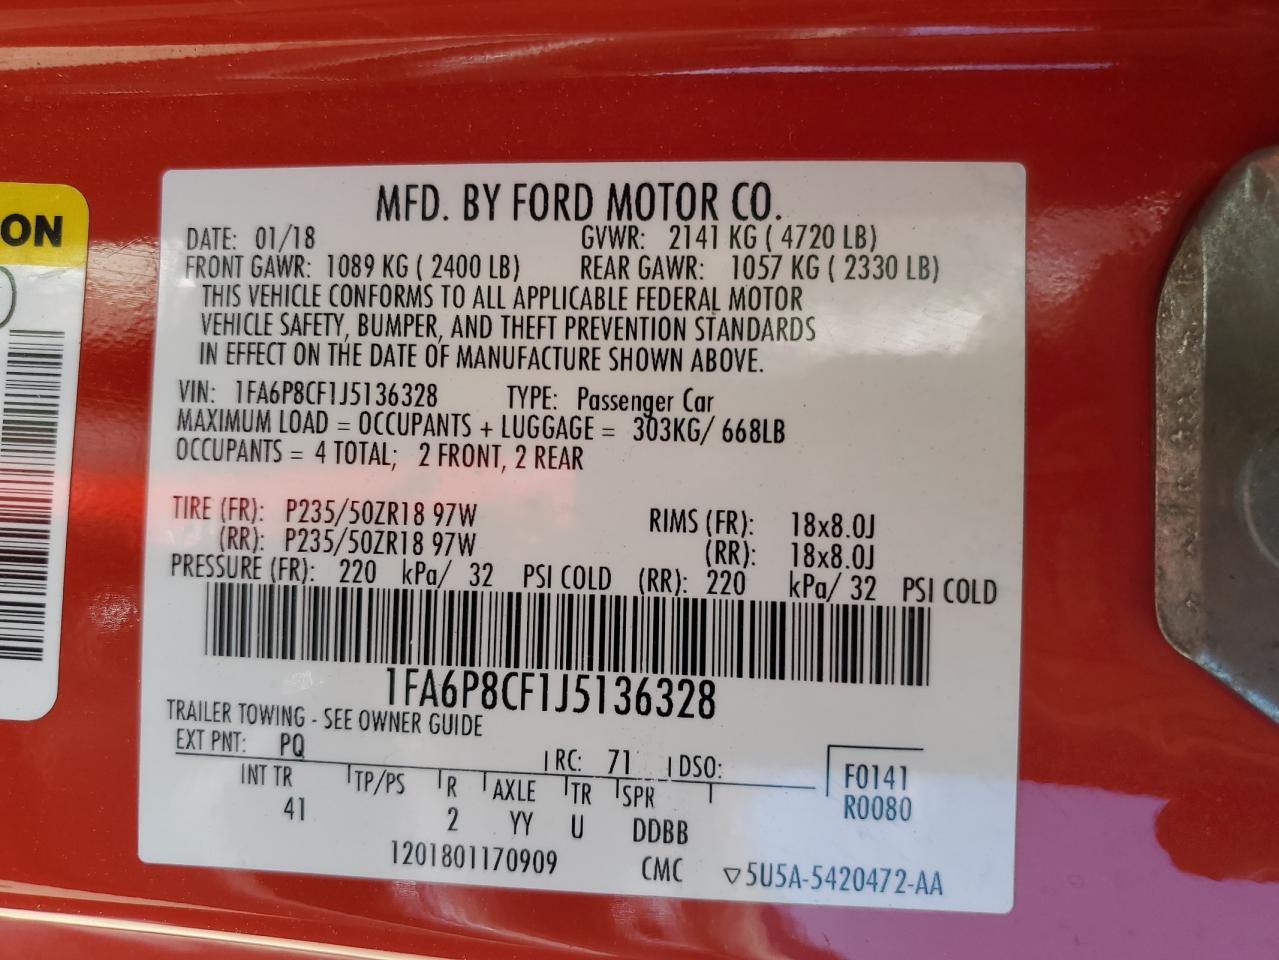 ON
MFD. BY FORD MOTOR CO.
DATE: 01/18 GVWR: 2141 KG ( 4720 LB)
FRONT GAWR: 1089 KG ( 2400 LB) REAR GAWR: 1057 KG ( 2330 LB)
THIS VEHICLE CONFORMS TO ALL APPLICABLE FEDERAL MOTOR
VEHICLE SAFETY, BUMPER, AND THEFT PREVENTION STANDARDS
IN EFFECT ON THE DATE OF MANUFACTURE SHOWN ABOVE.
VIN: 1FA6P8CF1J5136328 TYPE: Passenger Car
MAXIMUM LOAD = OCCUPANTS + LUGGAGE = 303KG/ 668LB
OCCUPANTS = 4 TOTAL; 2 FRONT, 2 REAR
TIRE (FR): P235/50ZR18 97W RIMS (FR): 18x8.0J
(RR): P235/50ZR18 97W (RR): 18x8.0J
PRESSURE (FR): 220 kPa/ 32 PSI COLD (RR): 220 kPa/ 32 PSI COLD
1FA6P8CF1J5136328
TRAILER TOWING - SEE OWNER GUIDE
EXT PNT: PQ RC: 71 DSO: F0141
INT TR TP/PS R AXLE TR SPR R0080
41 2 YY U DDBB
1201801170909 CMC ▽5U5A-5420472-AA